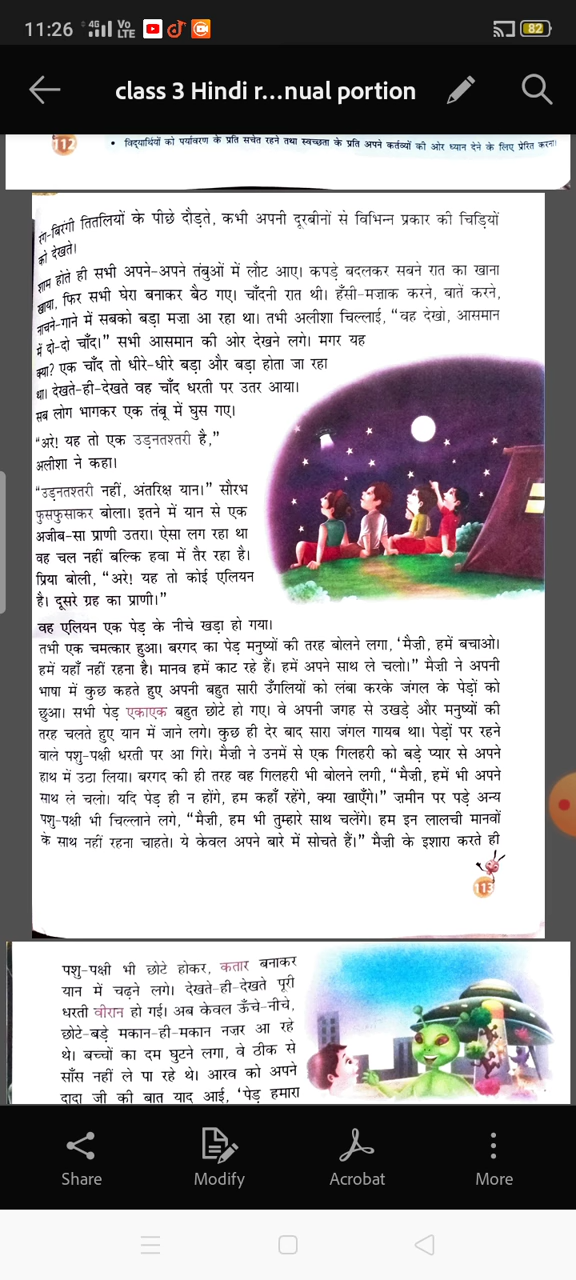 11:26 4G Vo LTE 82
class 3 Hindi r...nual portion
112
• विद्यार्थियों को पर्यावरण के प्रति सचेत रहने तथा स्वच्छता के प्रति अपने कर्तव्यों की ओर ध्यान देने के लिए प्रेरित करना।
रंग-बिरंगी तितलियों के पीछे दौड़ते, कभी अपनी दूरबीनों से विभिन्न प्रकार की चिड़ियों
को देखते।
शाम होते ही सभी अपने-अपने तंबुओं में लौट आए। कपड़े बदलकर सबने रात का खाना
खाया, फिर सभी घेरा बनाकर बैठ गए। चाँदनी रात थी। हँसी-मज़ाक करने, बातें करने,
नाचने-गाने में सबको बड़ा मज़ा आ रहा था। तभी अलीशा चिल्लाई, “वह देखो, आसमान
में दो-दो चाँद।” सभी आसमान की ओर देखने लगे। मगर यह
क्या? एक चाँद तो धीरे-धीरे बड़ा और बड़ा होता जा रहा
था। देखते-ही-देखते वह चाँद धरती पर उतर आया।
सब लोग भागकर एक तंबू में घुस गए।
“अरे! यह तो एक उड़नतश्तरी है,”
अलीशा ने कहा।
“उड़नतश्तरी नहीं, अंतरिक्ष यान।” सौरभ
फुसफुसाकर बोला। इतने में यान से एक
अजीब-सा प्राणी उतरा। ऐसा लग रहा था
वह चल नहीं बल्कि हवा में तैर रहा है।
प्रिया बोली, “अरे! यह तो कोई एलियन
है। दूसरे ग्रह का प्राणी।”
वह एलियन एक पेड़ के नीचे खड़ा हो गया।
तभी एक चमत्कार हुआ। बरगद का पेड़ मनुष्यों की तरह बोलने लगा, ‘मैज़ी, हमें बचाओ।
हमें यहाँ नहीं रहना है। मानव हमें काट रहे हैं। हमें अपने साथ ले चलो।” मैज़ी ने अपनी
भाषा में कुछ कहते हुए अपनी बहुत सारी उँगलियों को लंबा करके जंगल के पेड़ों को
छुआ। सभी पेड़ एकाएक बहुत छोटे हो गए। वे अपनी जगह से उखड़े और मनुष्यों की
तरह चलते हुए यान में जाने लगे। कुछ ही देर बाद सारा जंगल गायब था। पेड़ों पर रहने
वाले पशु-पक्षी धरती पर आ गिरे। मैज़ी ने उनमें से एक गिलहरी को बड़े प्यार से अपने
हाथ में उठा लिया। बरगद की ही तरह वह गिलहरी भी बोलने लगी, “मैज़ी, हमें भी अपने
साथ ले चलो। यदि पेड़ ही न होंगे, हम कहाँ रहेंगे, क्या खाएँगे।” ज़मीन पर पड़े अन्य
पशु-पक्षी भी चिल्लाने लगे, “मैज़ी, हम भी तुम्हारे साथ चलेंगे। हम इन लालची मानवों
के साथ नहीं रहना चाहते। ये केवल अपने बारे में सोचते हैं।” मैज़ी के इशारा करते ही
113
पशु-पक्षी भी छोटे होकर, कतार बनाकर
यान में चढ़ने लगे। देखते-ही-देखते पूरी
धरती वीरान हो गई। अब केवल ऊँचे-नीचे,
छोटे-बड़े मकान-ही-मकान नज़र आ रहे
थे। बच्चों का दम घुटने लगा, वे ठीक से
साँस नहीं ले पा रहे थे। आरव को अपने
दादा जी की बात याद आई, ‘पेड़ हमारा
Share Modify Acrobat More